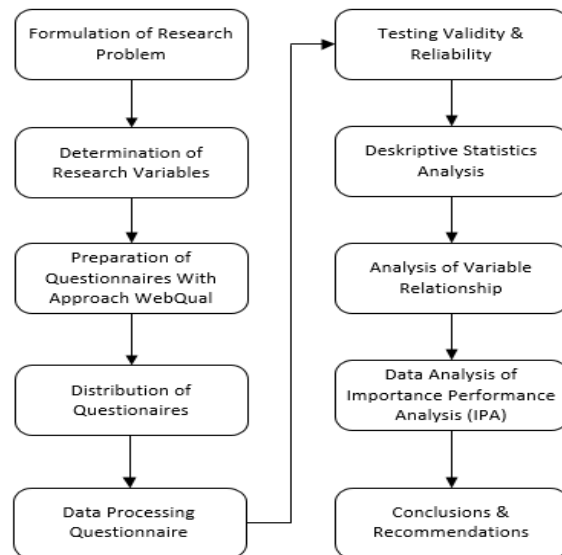 Formulation of Research
Problem
Determination of
Research Variables
Preparation of
Questionnaires With
Approach WebQual
Distribution of
Questionaires
Data Processing
Questionnaire
Testing Validity &
Reliability
Deskriptive Statistics
Analysis
Analysis of Variable
Relationship
Data Analysis of
Importance Performance
Analysis (IPA)
Conclusions &
Recommendations